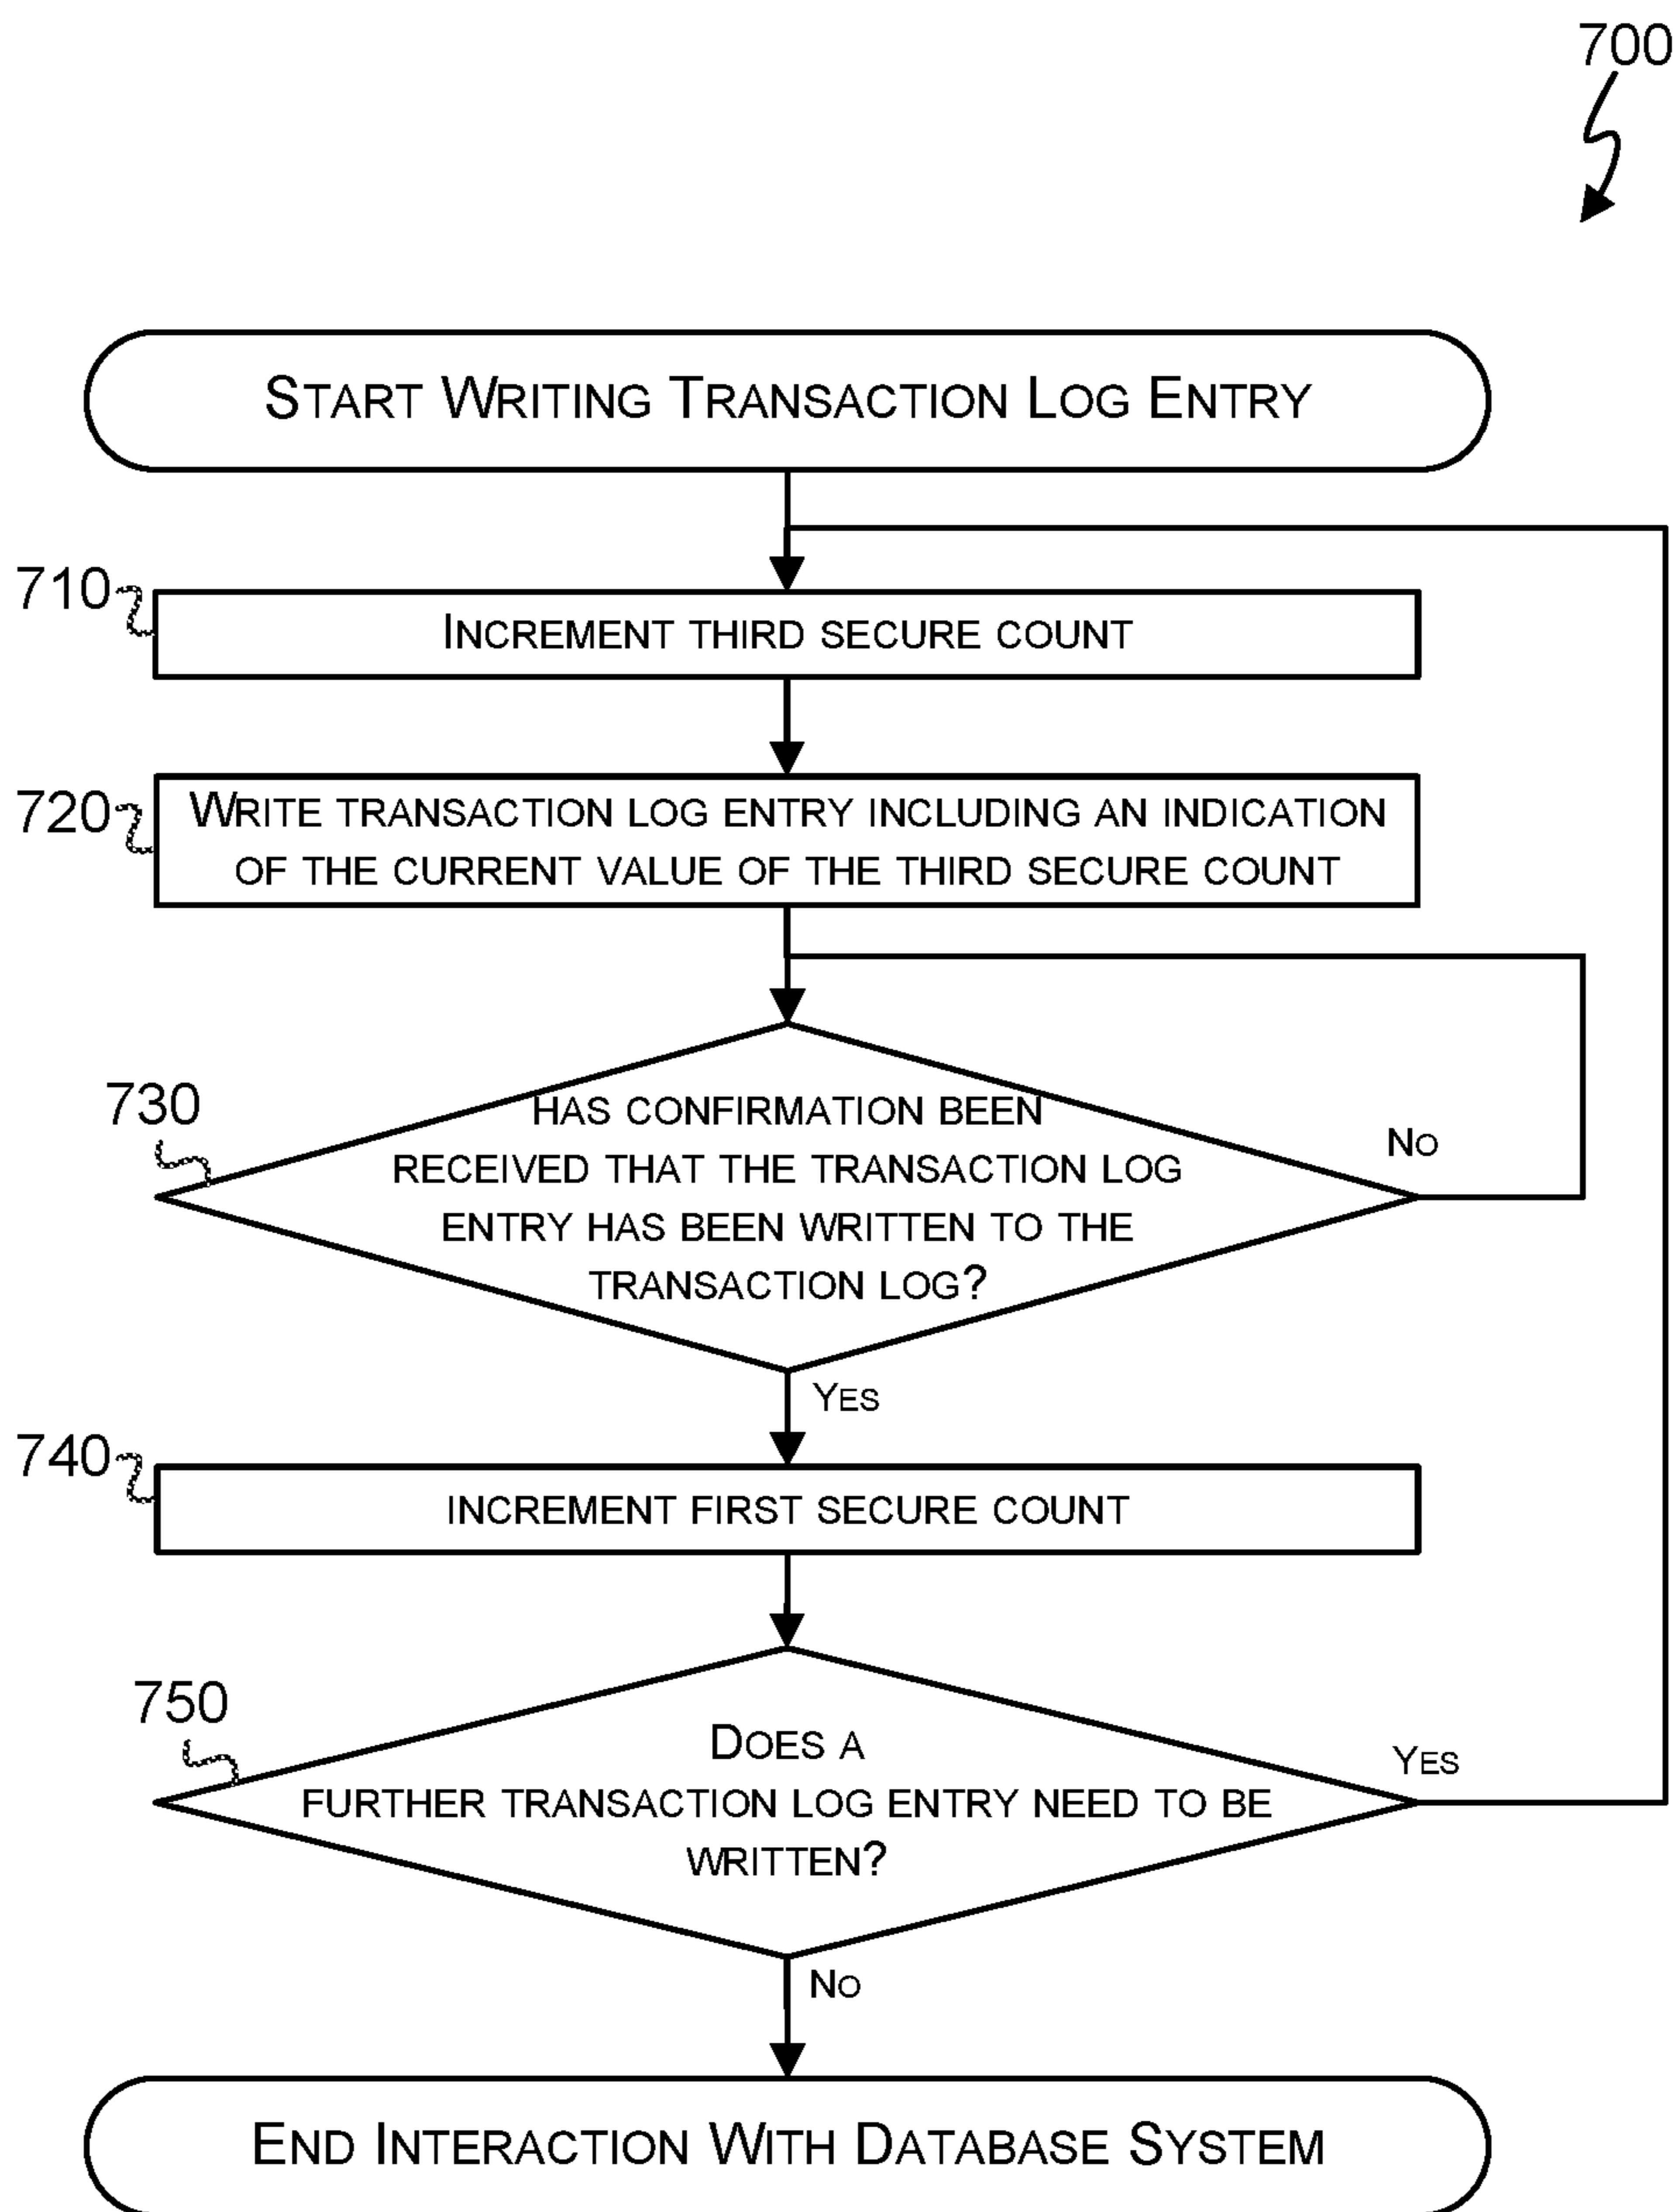 700
START WRITING TRANSACTION LOG ENTRY
710
INCREMENT THIRD SECURE COUNT
720
WRITE TRANSACTION LOG ENTRY INCLUDING AN INDICATION
OF THE CURRENT VALUE OF THE THIRD SECURE COUNT
730
HAS CONFIRMATION BEEN
RECEIVED THAT THE TRANSACTION LOG
ENTRY HAS BEEN WRITTEN TO THE
TRANSACTION LOG?
NO
YES
740
INCREMENT FIRST SECURE COUNT
750
DOES A
FURTHER TRANSACTION LOG ENTRY NEED TO BE
WRITTEN?
YES
NO
END INTERACTION WITH DATABASE SYSTEM